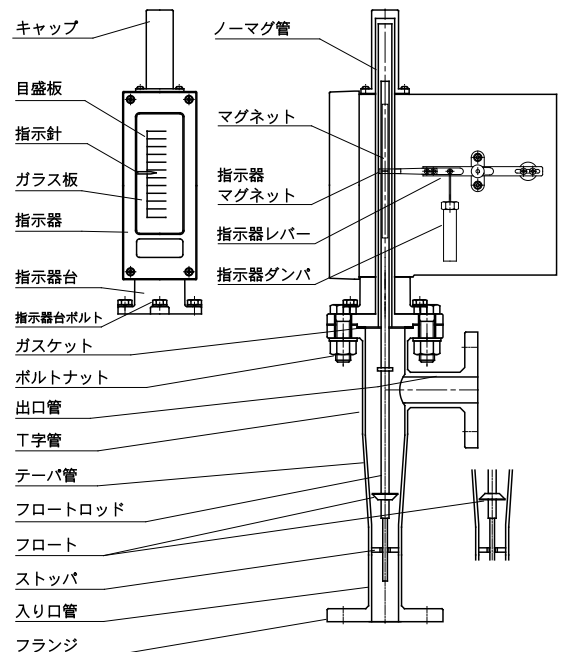 キャップ
目盛板
指示針
ガラス板
指示器
指示器台
指示器台ボルト
ガスケット
ボルトナット
出口管
T字管
テーパ管
フロートロッド
フロート
ストッパ
入り口管
フランジ
ノーマグ管
マグネット
指示器
マグネット
指示器レバー
指示器ダンパ